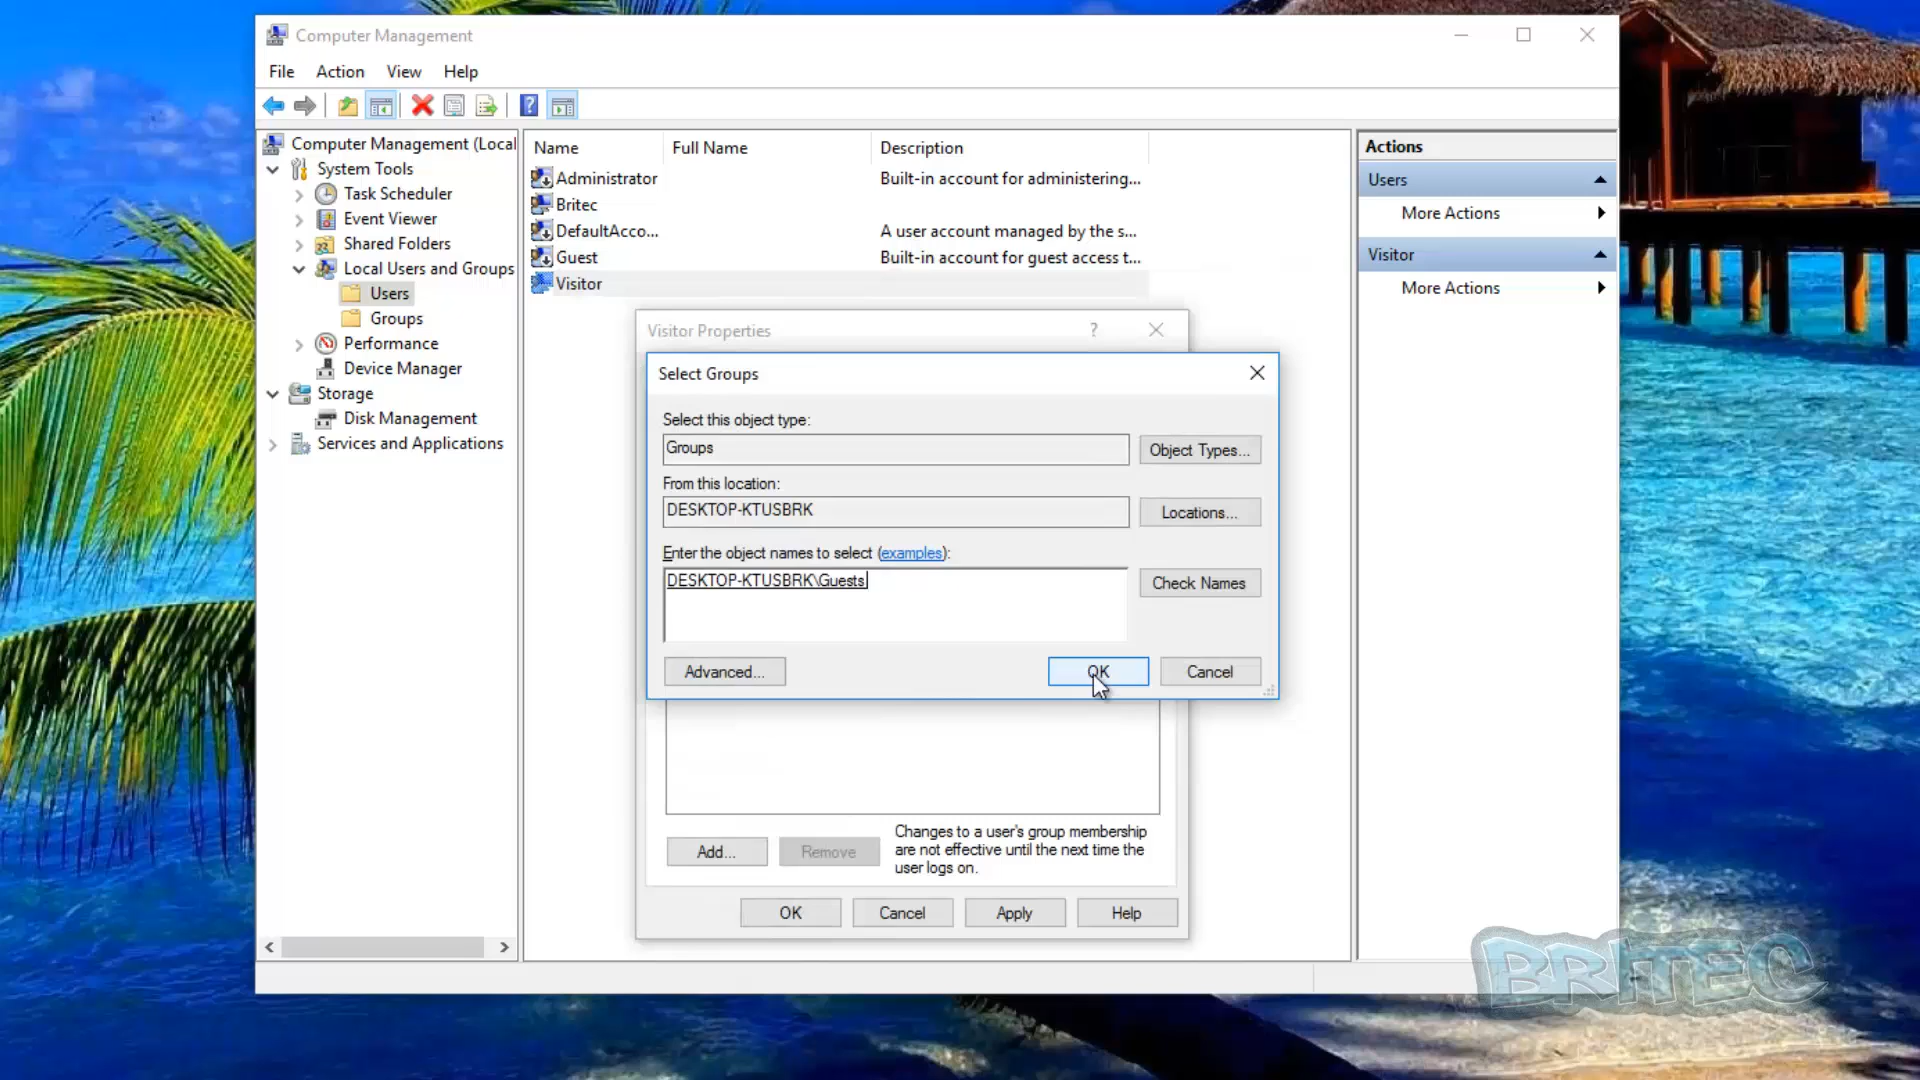 Computer Management
File Action View Help
Computer Management (Local
System Tools
Task Scheduler
Event Viewer
Shared Folders
Local Users and Groups
Users
Groups
Performance
Device Manager
Storage
Disk Management
Services and Applications
Name Full Name Description
Administrator Built-in account for administering...
Britec
DefaultAcco... A user account managed by the s...
Guest Built-in account for guest access t...
Visitor
Actions
Users
More Actions
Visitor
More Actions
Visitor Properties ?
Select Groups
Select this object type:
Groups Object Types...
From this location:
DESKTOP-KTUSBRK Locations...
Enter the object names to select (examples):
DESKTOP-KTUSBRK\Guests Check Names
Advanced... OK Cancel
Add... Remove
Changes to a user's group membership
are not effective until the next time the
user logs on.
OK Cancel Apply Help
BRITEC